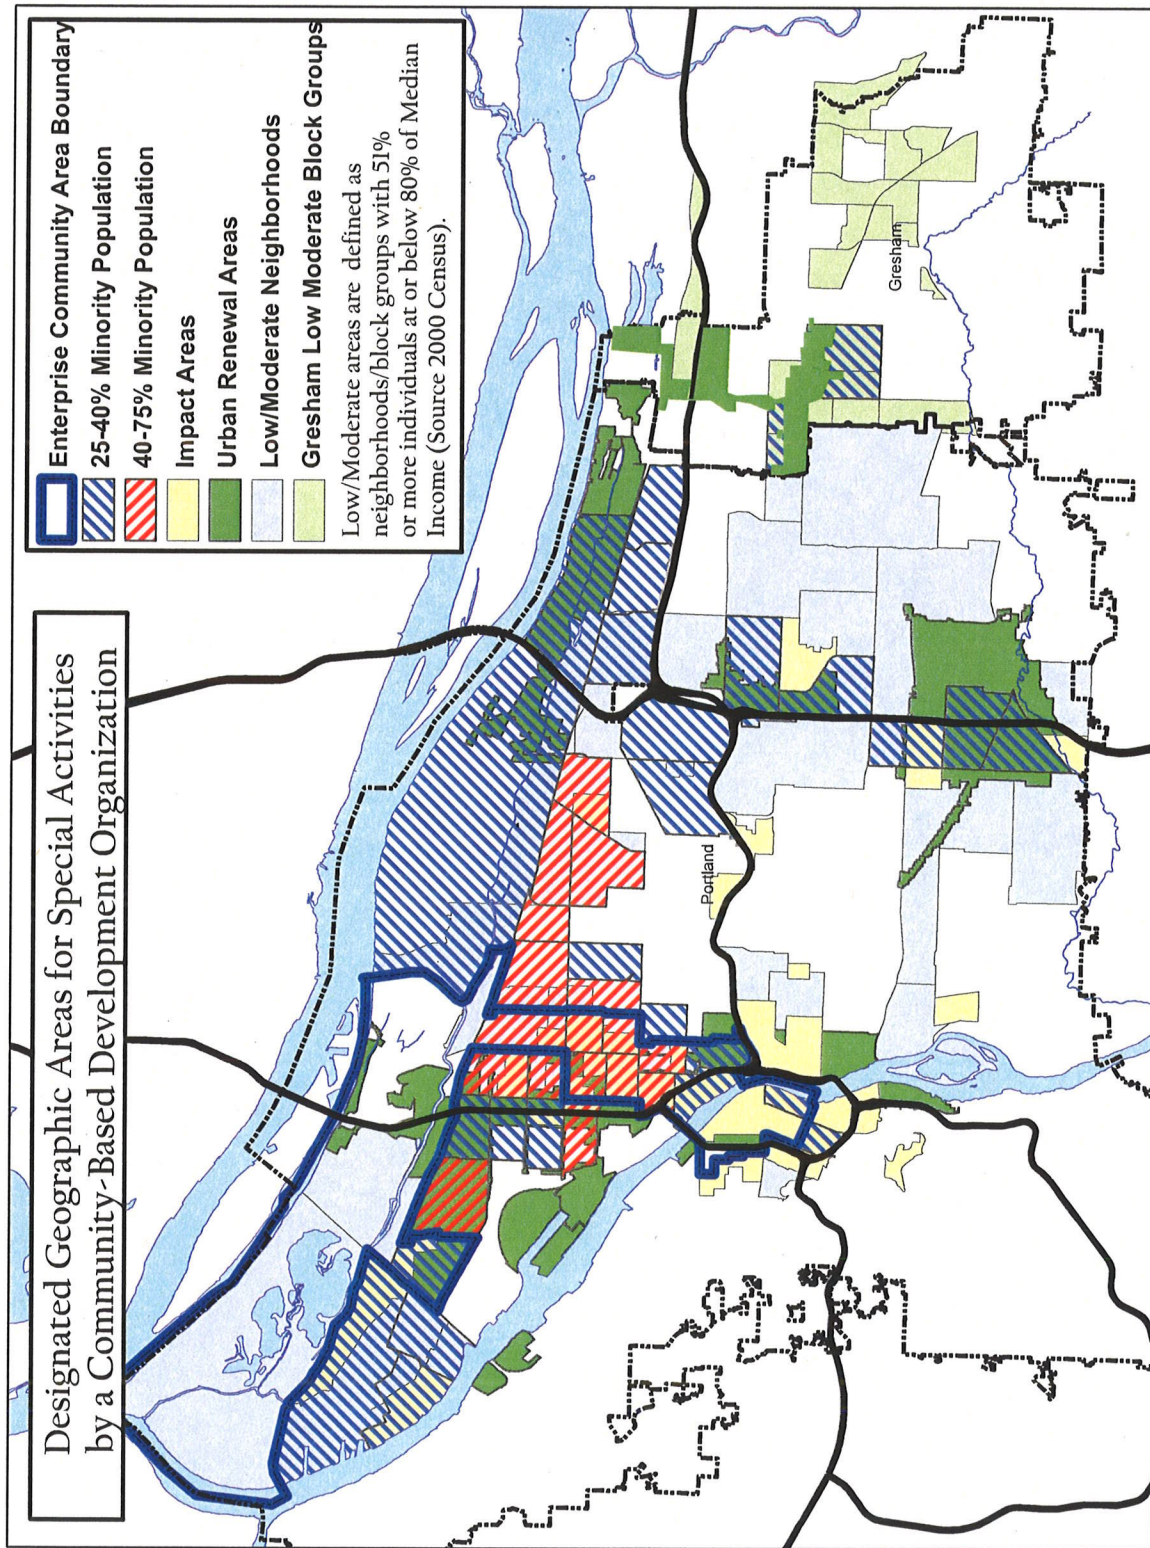 Designated Geographic Areas for Special Activities
by a Community-Based Development Organization
Enterprise Community Area Boundary
25-40% Minority Population
40-75% Minority Population
Impact Areas
Urban Renewal Areas
Low/Moderate Neighborhoods
Gresham Low Moderate Block Groups
Low/Moderate areas are defined as
neighborhoods/block groups with 51%
or more individuals at or below 80% of Median
Income (Source 2000 Census).
Portland
Gresham